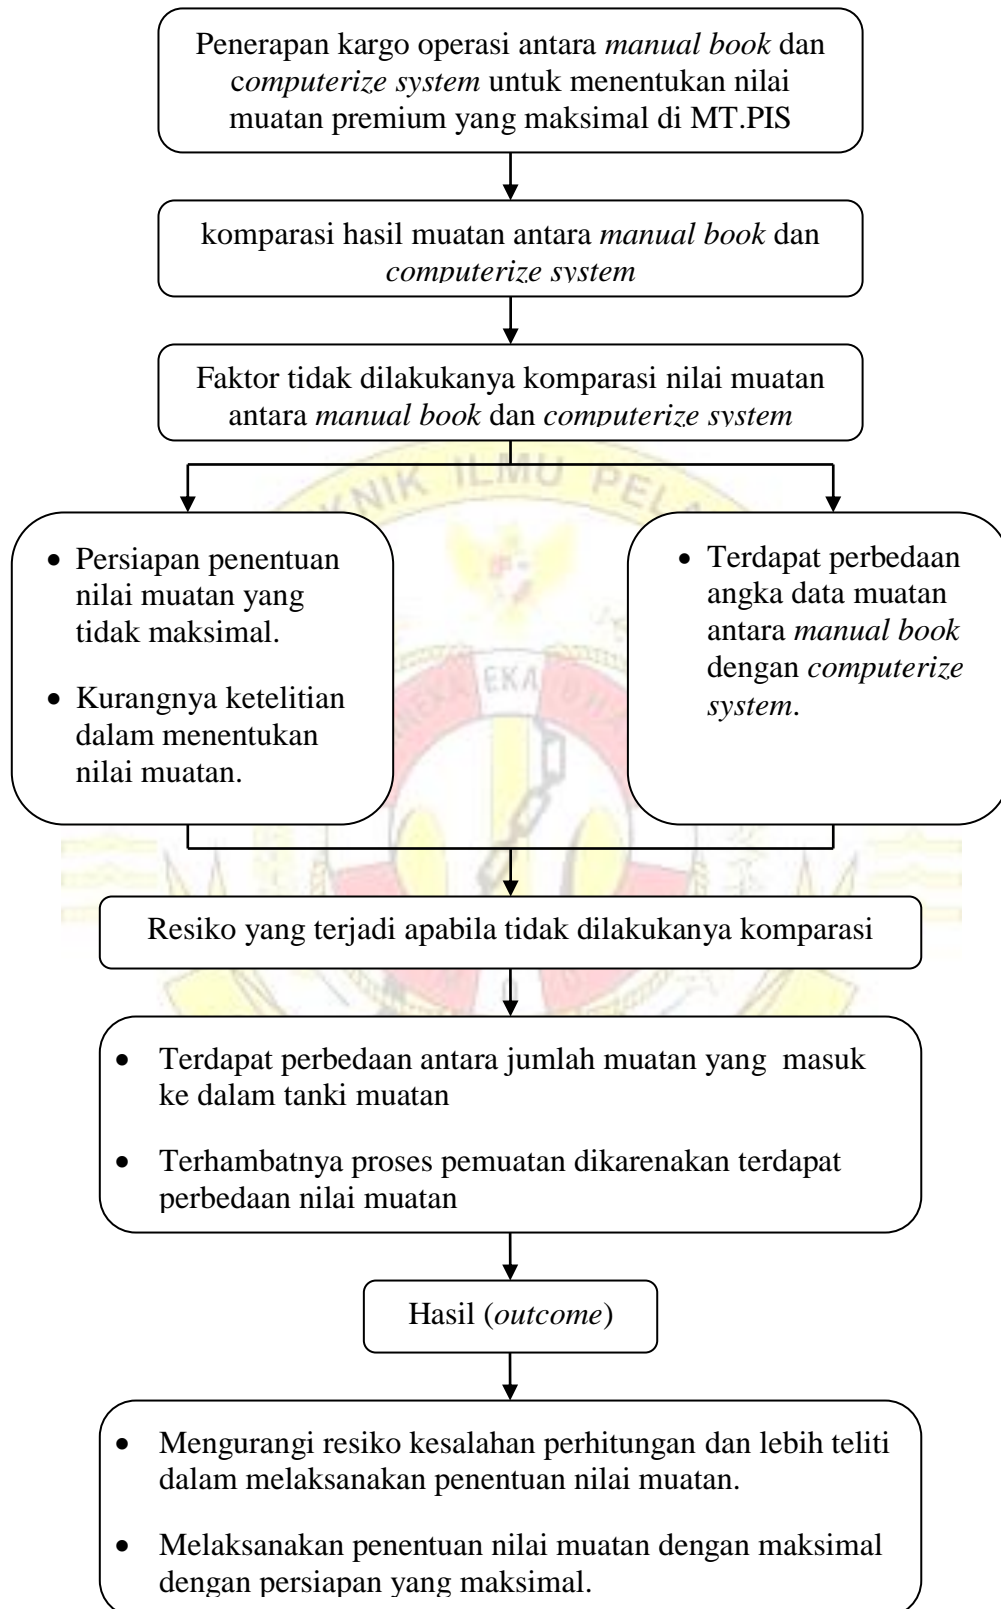 Penerapan kargo operasi antara manual book dan
computerize system untuk menentukan nilai
muatan premium yang maksimal di MT.PIS
komparasi hasil muatan antara manual book dan
computerize system
Faktor tidak dilakukanya komparasi nilai muatan
antara manual book dan computerize system
KNIK ILMU PELA
• Persiapan penentuan
nilai muatan yang
tidak maksimal.
• Kurangnya ketelitian
dalam menentukan
nilai muatan.
• Terdapat perbedaan
angka data muatan
antara manual book
dengan computerize
system.
EKA
Resiko yang terjadi apabila tidak dilakukanya komparasi
• Terdapat perbedaan antara jumlah muatan yang masuk
ke dalam tanki muatan
• Terhambatnya proses pemuatan dikarenakan terdapat
perbedaan nilai muatan
Hasil (outcome)
• Mengurangi resiko kesalahan perhitungan dan lebih teliti
dalam melaksanakan penentuan nilai muatan.
• Melaksanakan penentuan nilai muatan dengan maksimal
dengan persiapan yang maksimal.